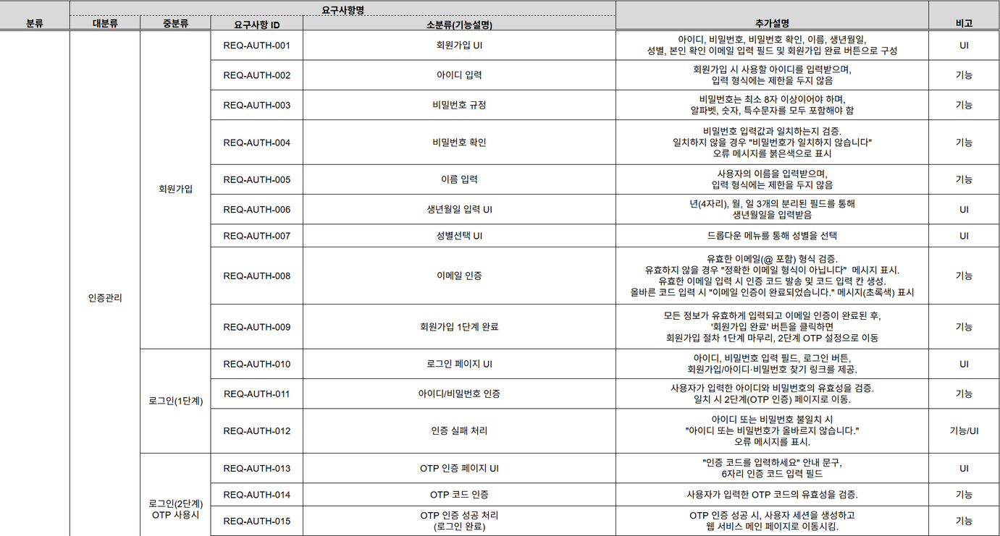 요구사항명
분류
대분류
중분류
요구사항 ID
소분류(기능설명)
추가설명
비고
인증관리
회원가입
REQ-AUTH-001
회원가입 UI
아이디, 비밀번호, 비밀번호 확인, 이름, 생년월일,
성별, 본인 확인 이메일 입력 필드 및 회원가입 완료 버튼으로 구성
UI
REQ-AUTH-002
아이디 입력
회원가입 시 사용할 아이디를 입력받으며,
입력 형식에는 제한을 두지 않음
기능
REQ-AUTH-003
비밀번호 규정
비밀번호는 최소 8자 이상이어야 하며,
알파벳, 숫자, 특수문자를 모두 포함해야 함
기능
REQ-AUTH-004
비밀번호 확인
비밀번호 입력값과 일치하는지 검증.
일치하지 않을 경우 "비밀번호가 일치하지 않습니다"
오류 메시지를 붉은색으로 표시
기능
REQ-AUTH-005
이름 입력
사용자의 이름을 입력받으며,
입력 형식에는 제한을 두지 않음
기능
REQ-AUTH-006
생년월일 입력 UI
년(4자리), 월, 일 3개의 분리된 필드를 통해
생년월일을 입력받음
UI
REQ-AUTH-007
성별선택 UI
드롭다운 메뉴를 통해 성별을 선택
UI
REQ-AUTH-008
이메일 인증
유효한 이메일(@ 포함) 형식 검증.
유효하지 않을 경우 "정확한 이메일 형식이 아닙니다" 메시지 표시.
유효한 이메일 입력 시 인증 코드 발송 및 코드 입력 칸 생성.
올바른 코드 입력 시 "이메일 인증이 완료되었습니다." 메시지(초록색) 표시
기능
REQ-AUTH-009
회원가입 1단계 완료
모든 정보가 유효하게 입력되고 이메일 인증이 완료된 후,
'회원가입 완료' 버튼을 클릭하면
회원가입 절차 1단계 마무리, 2단계 OTP 설정으로 이동
기능
로그인(1단계)
REQ-AUTH-010
로그인 페이지 UI
아이디, 비밀번호 입력 필드, 로그인 버튼,
회원가입/아이디·비밀번호 찾기 링크를 제공.
UI
REQ-AUTH-011
아이디/비밀번호 인증
사용자가 입력한 아이디와 비밀번호의 유효성을 검증.
일치 시 2단계(OTP 인증) 페이지로 이동.
기능
REQ-AUTH-012
인증 실패 처리
아이디 또는 비밀번호 불일치 시
"아이디 또는 비밀번호가 올바르지 않습니다."
오류 메시지를 표시.
기능/UI
로그인(2단계)
OTP 사용시
REQ-AUTH-013
OTP 인증 페이지 UI
"인증 코드를 입력하세요" 안내 문구,
6자리 인증 코드 입력 필드
UI
REQ-AUTH-014
OTP 코드 인증
사용자가 입력한 OTP 코드의 유효성을 검증.
기능
REQ-AUTH-015
OTP 인증 성공 처리
(로그인 완료)
OTP 인증 성공 시, 사용자 세션을 생성하고
웹 서비스 메인 페이지로 이동시킴.
기능